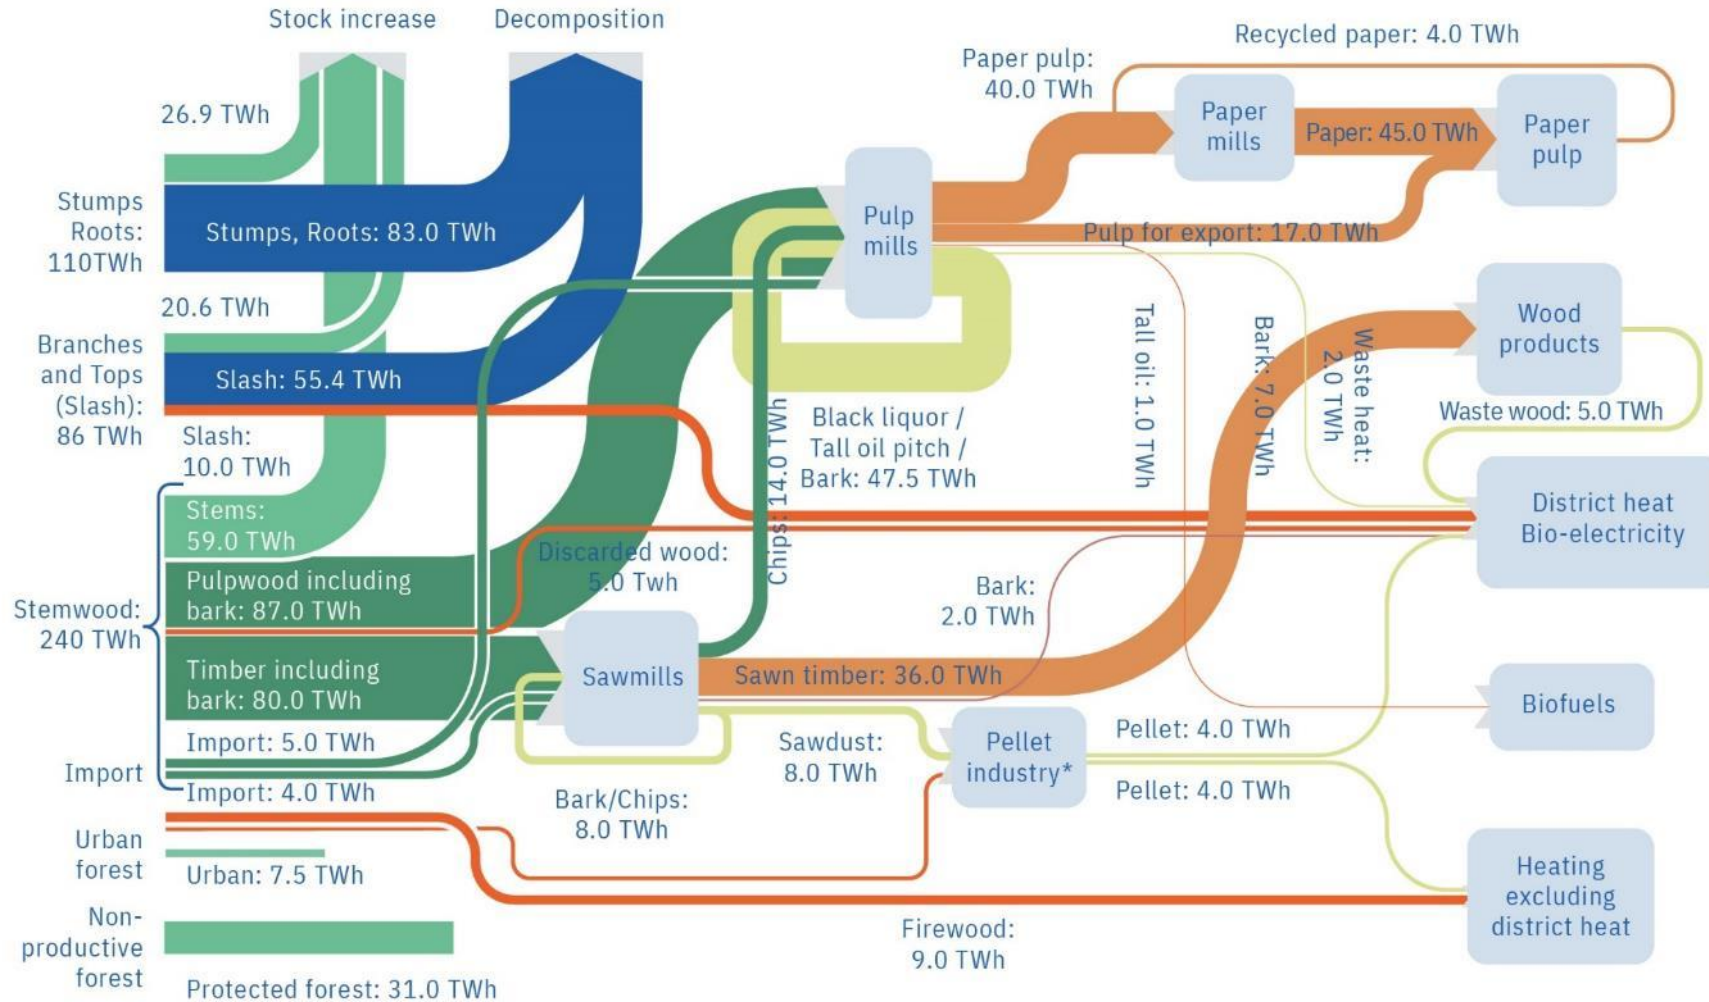 Stock increase
Decomposition
Recycled paper: 4.0 TWh
Paper pulp:
40.0 TWh
26.9 TWh
Paper
mills
Paper: 45.0 TWh
Paper
pulp
Stumps
Roots:
110TWh
Stumps, Roots: 83.0 TWh
Pulp
mills
Pulp for export: 17.0 TWh
20.6 TWh
Branches
and Tops
(Slash):
86 TWh
Slash: 55.4 TWh
Slash:
10.0 TWh
Black liquor /
Tall oil pitch /
Bark: 47.5 TWh
Chips: 14.0 TWh
Tall oil: 1.0 TWh
Bark: 7.0 TWh
Waste heat:
2.0 TWh
Wood
products
Waste wood: 5.0 TWh
District heat
Bio-electricity
Stems:
59.0 TWh
Discarded wood:
5.0 Twh
Pulpwood including
bark: 87.0 TWh
Stemwood:
240 TWh
Bark:
2.0 TWh
Timber including
bark: 80.0 TWh
Sawmills
Sawn timber: 36.0 TWh
Biofuels
Import: 5.0 TWh
Import
Import: 4.0 TWh
Sawdust:
8.0 TWh
Pellet
industry*
Pellet: 4.0 TWh
Pellet: 4.0 TWh
Bark/Chips:
8.0 TWh
Urban
forest
Urban: 7.5 TWh
Heating
excluding
district heat
Firewood:
9.0 TWh
Non-
productive
forest
Protected forest: 31.0 TWh